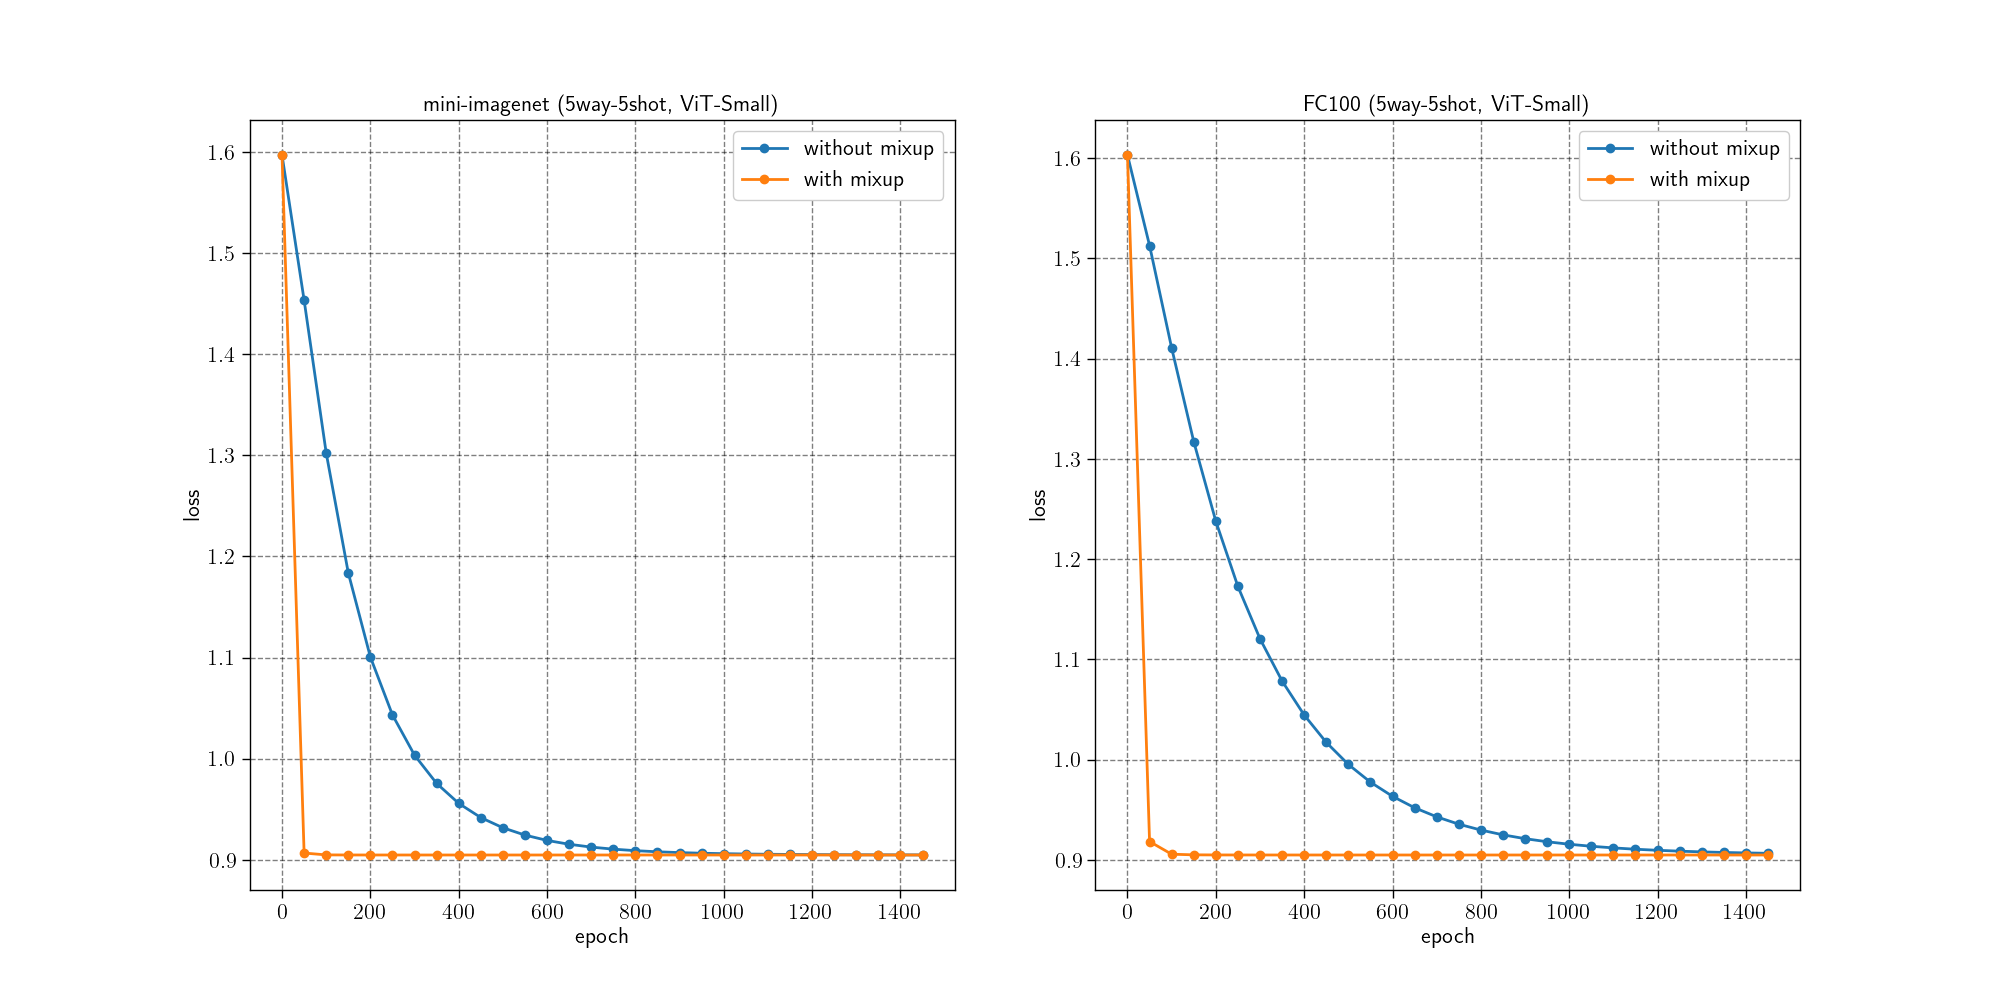 mini-imagenet (5way-5shot, ViT-Small)
without mixup
with mixup
1.6
1.5
1.4
1.3
1.2
1.1
1.0
0.9
loss
0 200 400 600 800 1000 1200 1400
epoch
FC100 (5way-5shot, ViT-Small)
without mixup
with mixup
1.6
1.5
1.4
1.3
1.2
1.1
1.0
0.9
loss
0 200 400 600 800 1000 1200 1400
epoch